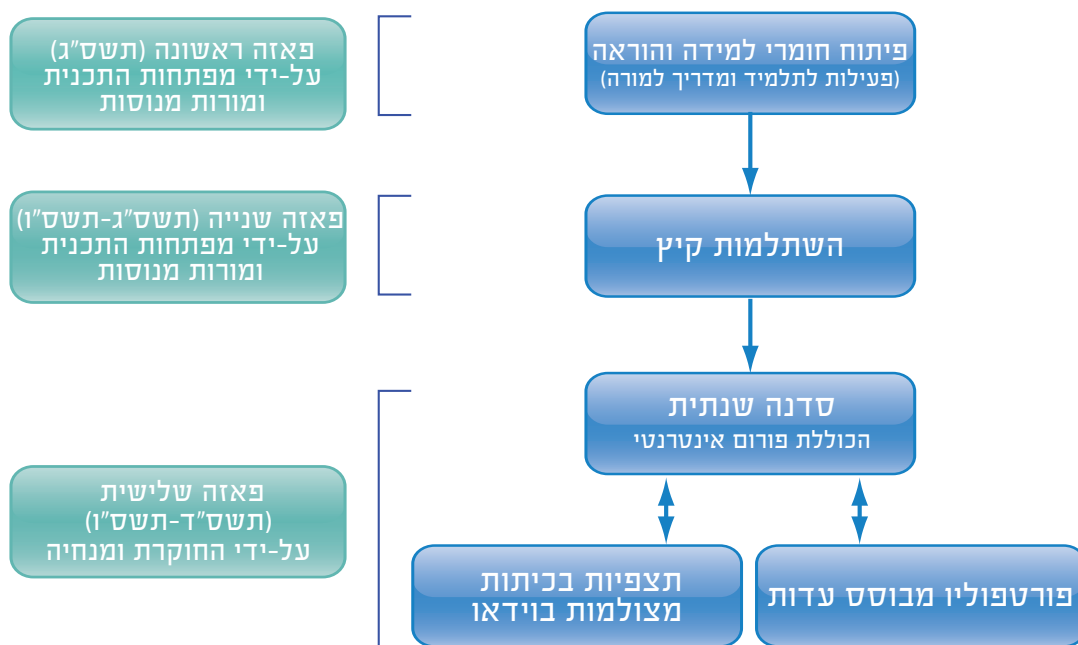 פיתוח חומרי למידה והוראה
(פעילות לתלמיד ומדריך למורה)
פאזה ראשונה (תשס"ג)
על-ידי מפתחות התכנית
ומורות מנוסות
השתלמות קיץ
פאזה שנייה (תשס"ג-תשס"ו)
על-ידי מפתחות התכנית
ומורות מנוסות
סדנה שנתית
הכוללת פורום אינטרנטי
פאזה שלישית
(תשס"ד-תשס"ו)
על-ידי החוקרת ומנחיה
פורטפוליו מבוסס עדות
תצפיות בכיתות
מצולמות בוידאו